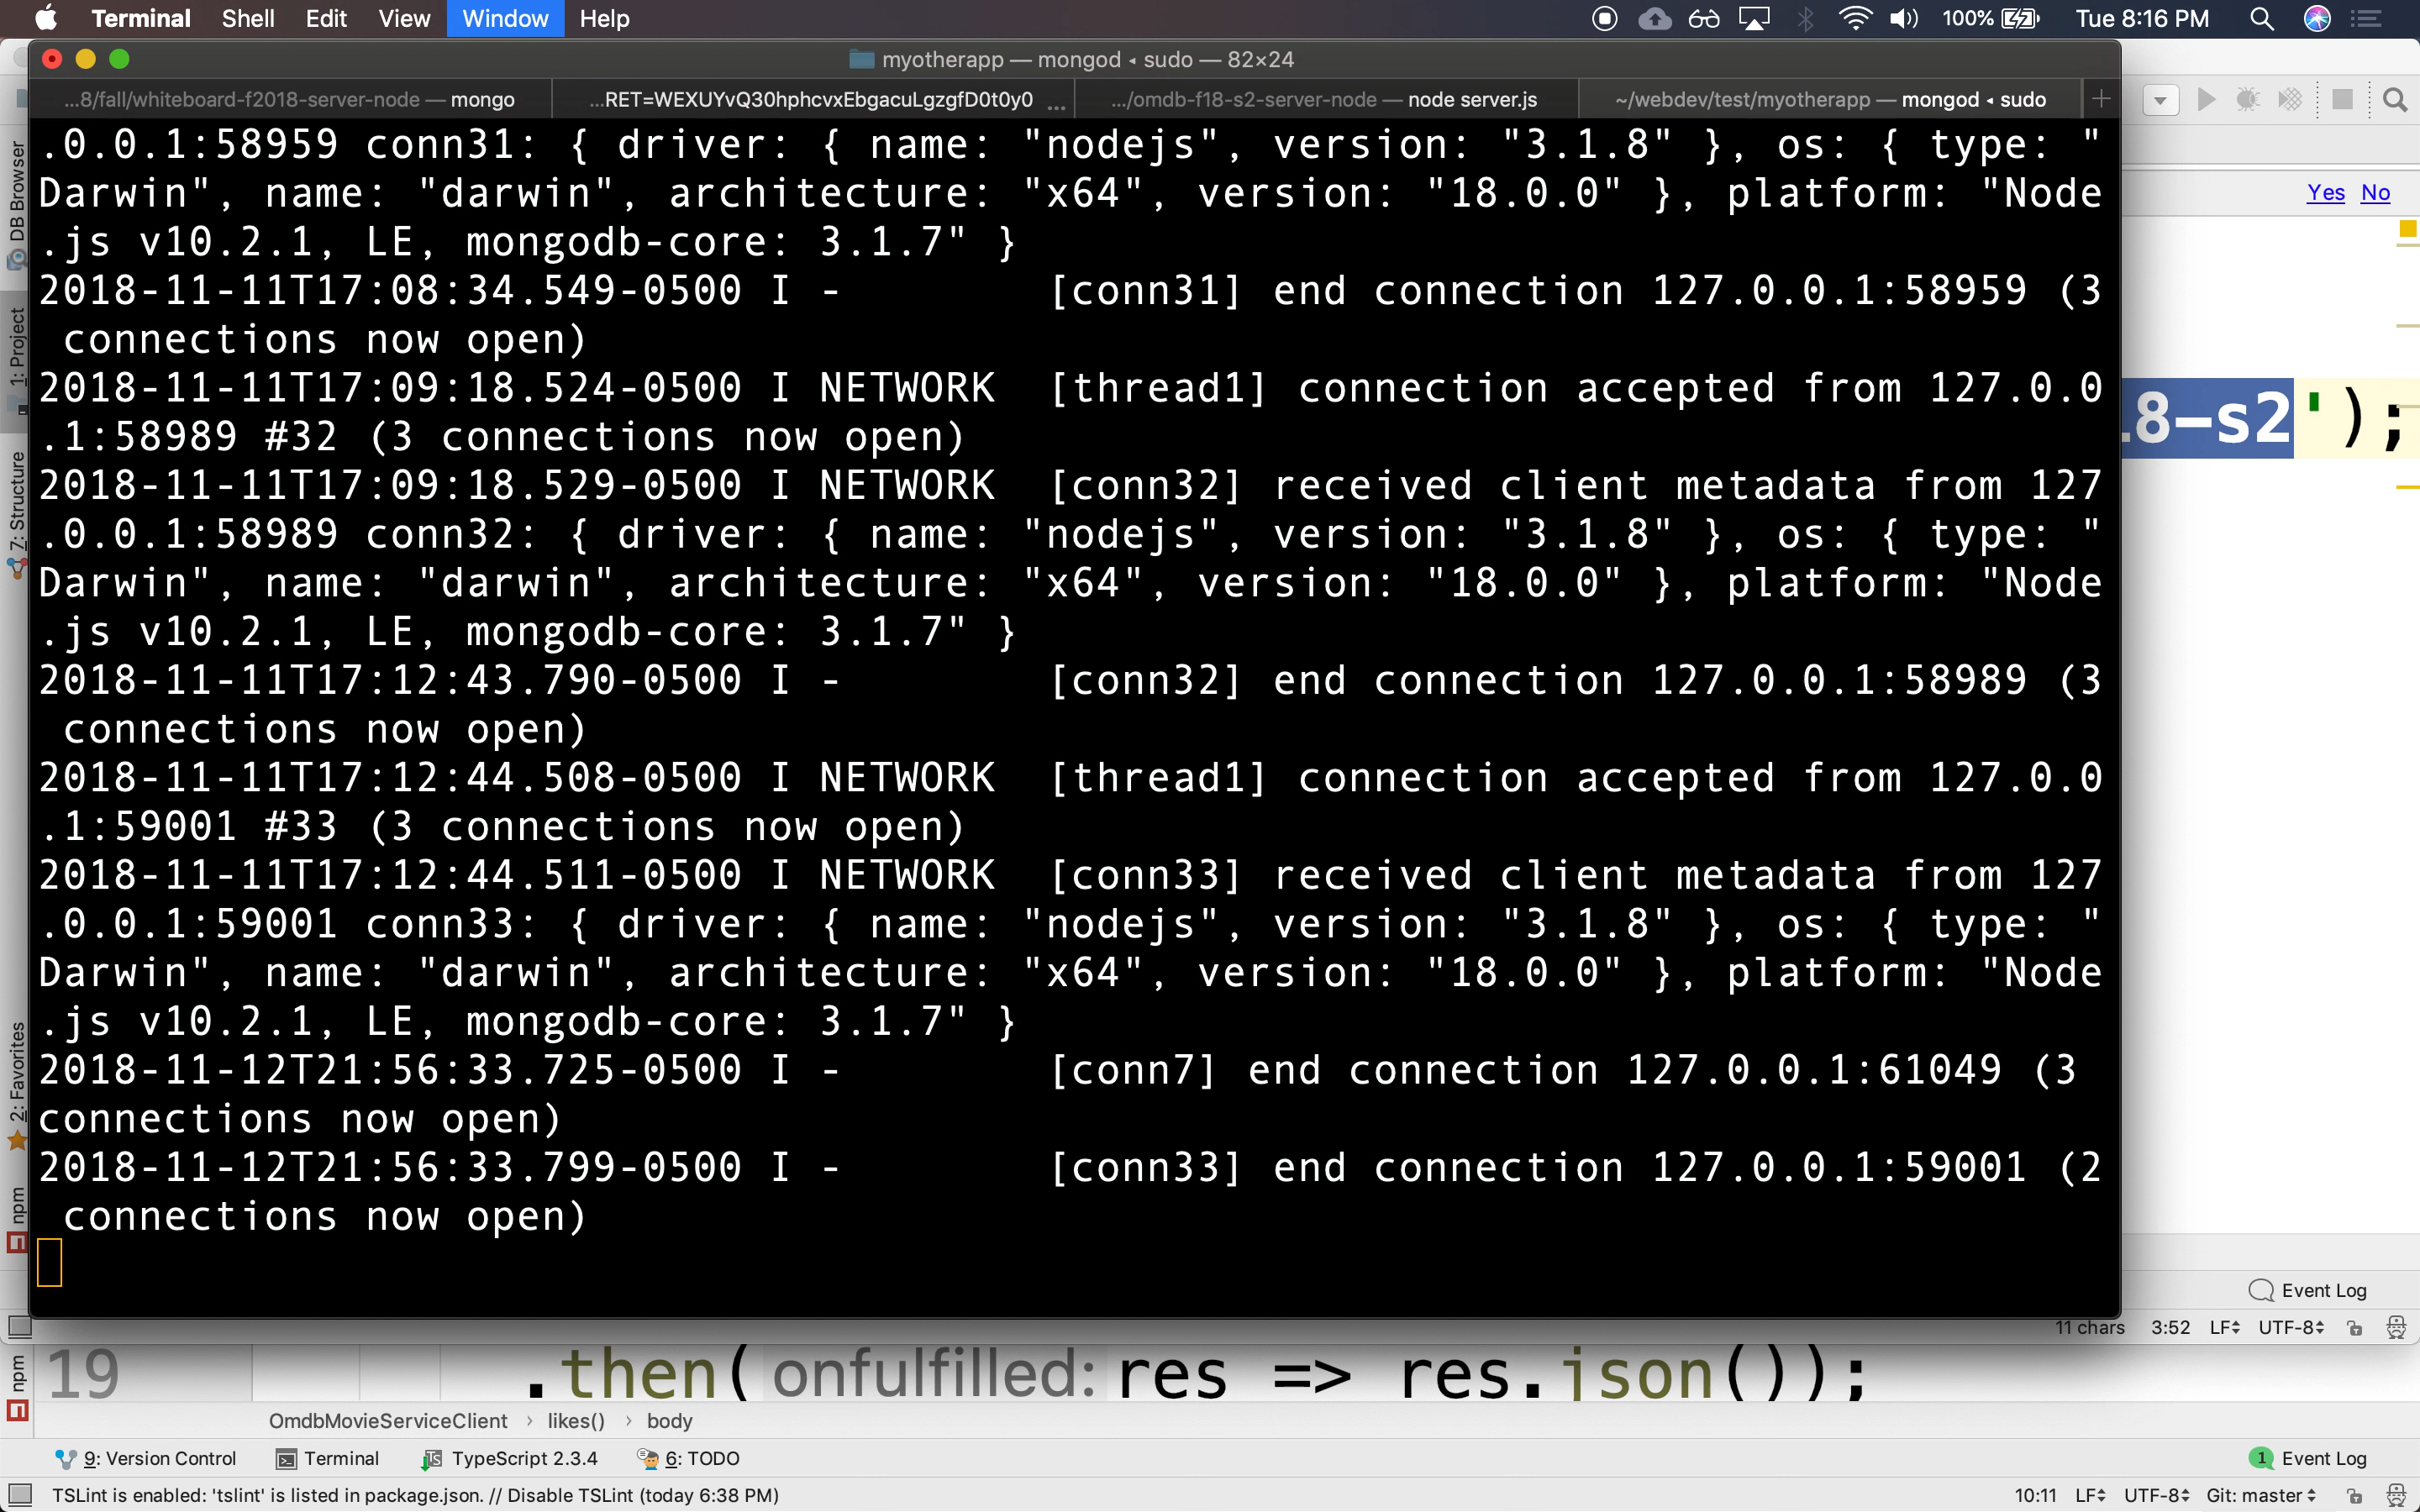 Terminal Shell Edit View Window Help 100% Tue 8:16 PM
myotherapp — mongod ◂ sudo — 82×24
...8/fall/whiteboard-f2018-server-node — mongo ...RET=WEXUYvQ30hphcvxEbgacuLgzgfD0t0y0 ... .../omdb-f18-s2-server-node — node server.js ~/webdev/test/myotherapp — mongod ◂ sudo
.0.0.1:58959 conn31: { driver: { name: "nodejs", version: "3.1.8" }, os: { type: "
Darwin", name: "darwin", architecture: "x64", version: "18.0.0" }, platform: "Node
.js v10.2.1, LE, mongodb-core: 3.1.7" }
2018-11-11T17:08:34.549-0500 I - [conn31] end connection 127.0.0.1:58959 (3
connections now open)
2018-11-11T17:09:18.524-0500 I NETWORK [thread1] connection accepted from 127.0.0
.1:58989 #32 (3 connections now open)
2018-11-11T17:09:18.529-0500 I NETWORK [conn32] received client metadata from 127
.0.0.1:58989 conn32: { driver: { name: "nodejs", version: "3.1.8" }, os: { type: "
Darwin", name: "darwin", architecture: "x64", version: "18.0.0" }, platform: "Node
.js v10.2.1, LE, mongodb-core: 3.1.7" }
2018-11-11T17:12:43.790-0500 I - [conn32] end connection 127.0.0.1:58989 (3
connections now open)
2018-11-11T17:12:44.508-0500 I NETWORK [thread1] connection accepted from 127.0.0
.1:59001 #33 (3 connections now open)
2018-11-11T17:12:44.511-0500 I NETWORK [conn33] received client metadata from 127
.0.0.1:59001 conn33: { driver: { name: "nodejs", version: "3.1.8" }, os: { type: "
Darwin", name: "darwin", architecture: "x64", version: "18.0.0" }, platform: "Node
.js v10.2.1, LE, mongodb-core: 3.1.7" }
2018-11-12T21:56:33.725-0500 I - [conn7] end connection 127.0.0.1:61049 (3
connections now open)
2018-11-12T21:56:33.799-0500 I - [conn33] end connection 127.0.0.1:59001 (2
connections now open)
DB Browser
1: Project
7: Structure
2: Favorites
npm
Yes No
8-s2');
Event Log
11 chars 3:52 LF UTF-8
npm
19 .then( onfulfilled: res => res.json());
OmdbMovieServiceClient › likes() › body
9: Version Control Terminal TypeScript 2.3.4 6: TODO 1 Event Log
TSLint is enabled: 'tslint' is listed in package.json. // Disable TSLint (today 6:38 PM) 10:11 LF UTF-8 Git: master